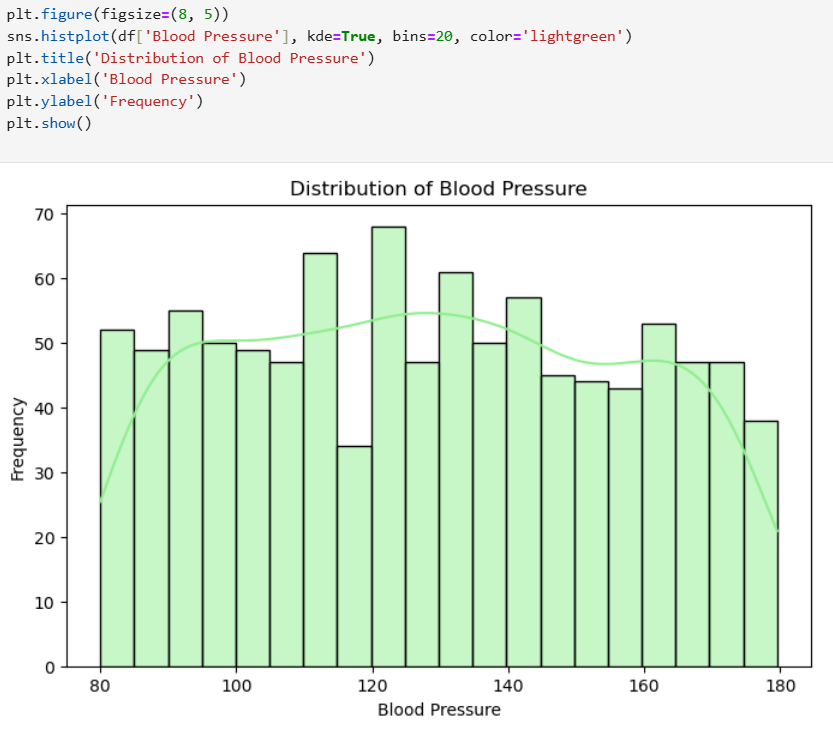 plt.figure(figsize=(8, 5))
sns.histplot(df['Blood Pressure'], kde=True, bins=20, color='lightgreen')
plt.title('Distribution of Blood Pressure')
plt.xlabel('Blood Pressure')
plt.ylabel('Frequency')
plt.show()
Distribution of Blood Pressure
70
60
50
40
30
20
10
0
Frequency
80 100 120 140 160 180
Blood Pressure